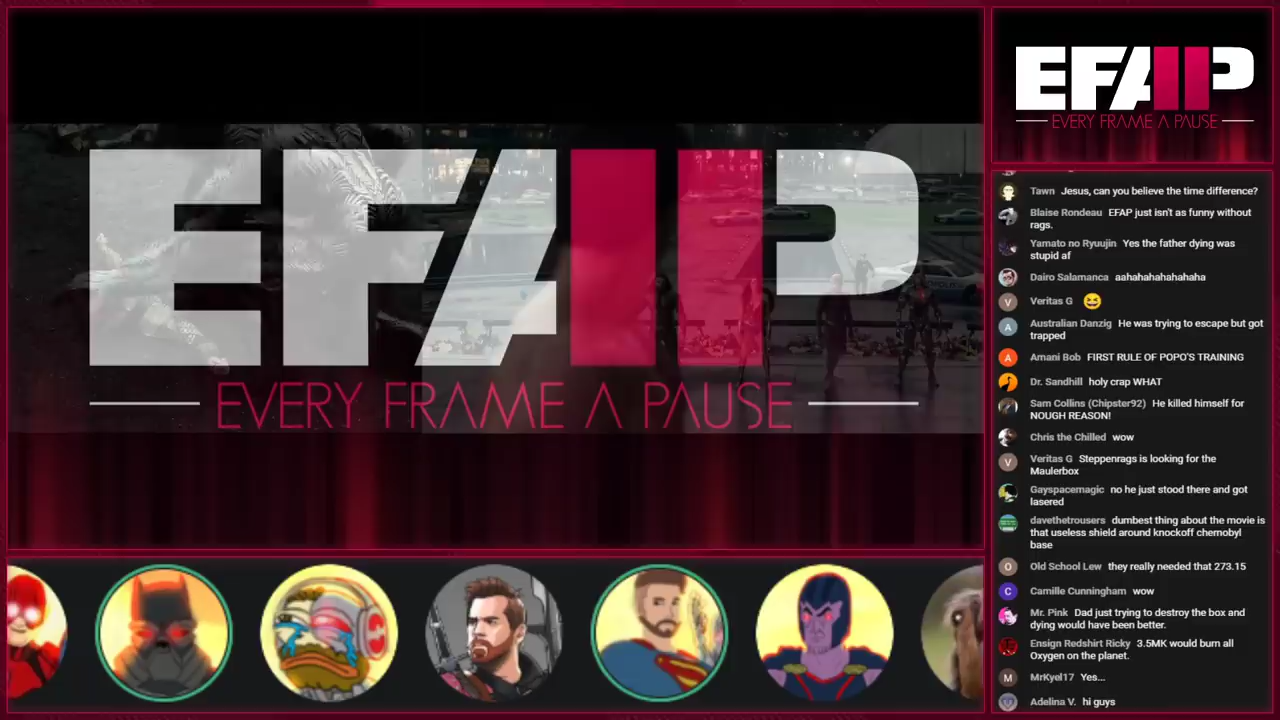 EFAP
EVERY FRAME A PAUSE
EFAP
EVERY FRAME A PAUSE
Tawn Jesus, can you believe the time difference?
Blaise Rondeau EFAP just isn't as funny without
rags.
Yamato no Ryuujin Yes the father dying was
stupid af
Dairo Salamanca aahahahahahahaha
V Veritas G 😆
A Australian Danzig He was trying to escape but got
trapped
A Amani Bob FIRST RULE OF POPO'S TRAINING
Dr. Sandhill holy crap WHAT
Sam Collins (Chipster92) He killed himself for
NOUGH REASON!
Chris the Chilled wow
V Veritas G Steppenrags is looking for the
Maulerbox
Gayspacemagic no he just stood there and got
lasered
davethetrousers dumbest thing about the movie is
that useless shield around knockoff chernobyl
base
O Old School Lew they really needed that 273.15
C Camille Cunningham wow
Mr. Pink Dad just trying to destroy the box and
dying would have been better.
Ensign Redshirt Ricky 3.5MK would burn all
Oxygen on the planet.
M MrKyel17 Yes...
Adelina V. hi guys